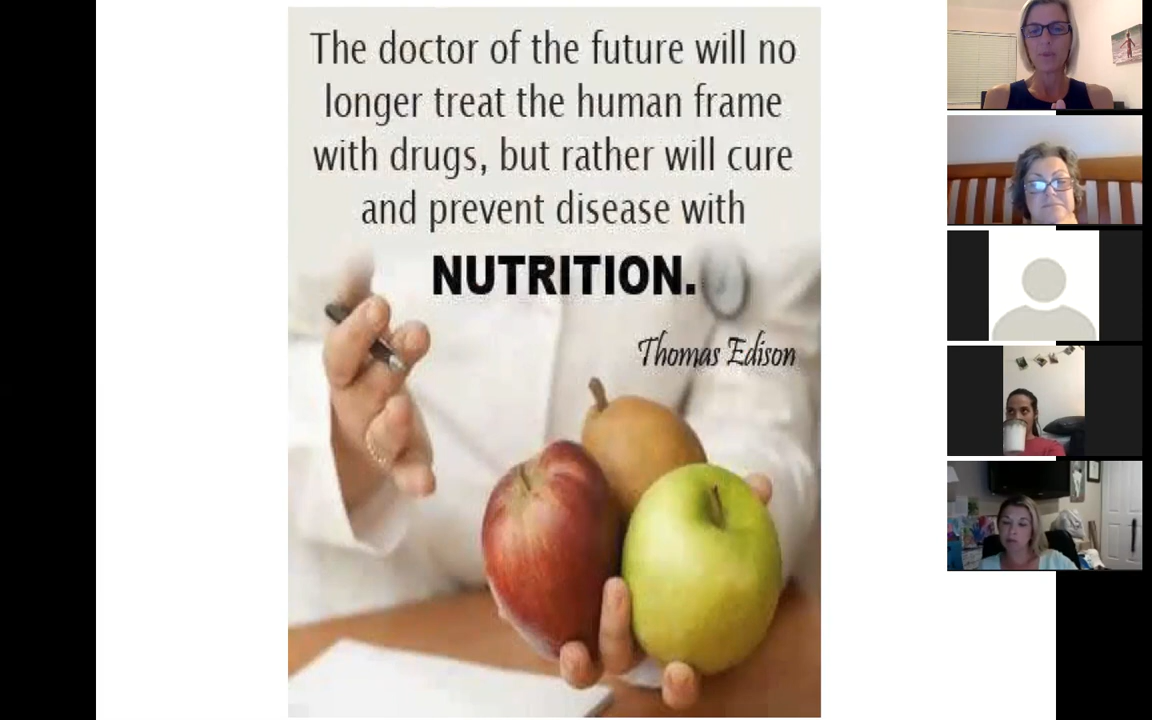 The doctor of the future will no
longer treat the human frame
with drugs, but rather will cure
and prevent disease with
NUTRITION.
Thomas Edison